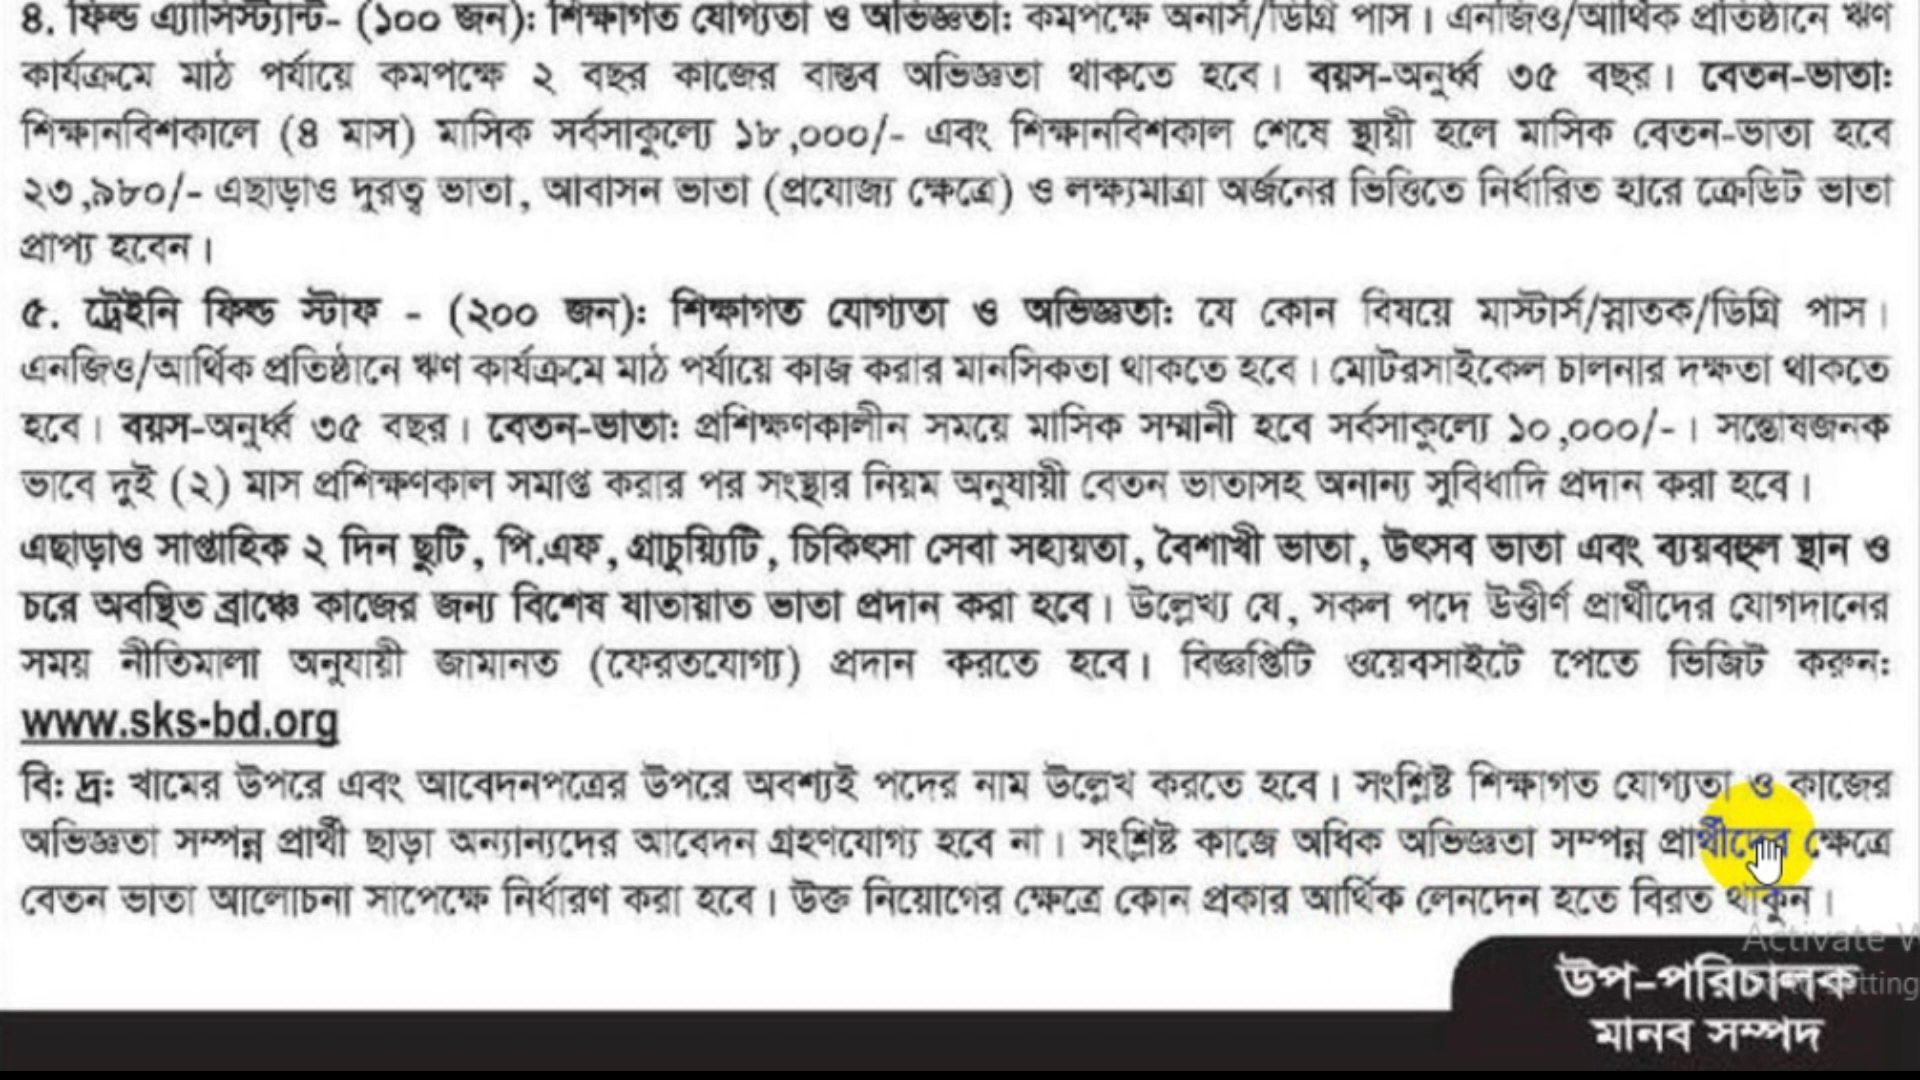 ৪. ফিল্ড এ্যাসিস্ট্যান্ট- (১০০ জন): শিক্ষাগত যোগ্যতা ও অভিজ্ঞতা: কমপক্ষে অনার্স/ডিগ্রি পাস। এনজিও/আর্থিক প্রতিষ্ঠানে ঋণ
কার্যক্রমে মাঠ পর্যায়ে কমপক্ষে ২ বছর কাজের বাস্তব অভিজ্ঞতা থাকতে হবে। বয়স-অনুর্ধ্ব ৩৫ বছর। বেতন-ভাতা:
শিক্ষানবিশকালে (৪ মাস) মাসিক সর্বসাকুল্যে ১৮,০০০/- এবং শিক্ষানবিশকাল শেষে স্থায়ী হলে মাসিক বেতন-ভাতা হবে
২৩,৯৮০/- এছাড়াও দুরত্ব ভাতা, আবাসন ভাতা (প্রযোজ্য ক্ষেত্রে) ও লক্ষ্যমাত্রা অর্জনের ভিত্তিতে নির্ধারিত হারে ক্রেডিট ভাতা
প্রাপ্য হবেন।
৫. ট্রেইনি ফিল্ড স্টাফ - (২০০ জন): শিক্ষাগত যোগ্যতা ও অভিজ্ঞতা: যে কোন বিষয়ে মাস্টার্স/স্নাতক/ডিগ্রি পাস।
এনজিও/আর্থিক প্রতিষ্ঠানে ঋণ কার্যক্রমে মাঠ পর্যায়ে কাজ করার মানসিকতা থাকতে হবে। মোটরসাইকেল চালনার দক্ষতা থাকতে
হবে। বয়স-অনুর্ধ্ব ৩৫ বছর। বেতন-ভাতা: প্রশিক্ষণকালীন সময়ে মাসিক সম্মানী হবে সর্বসাকুল্যে ১০,০০০/-। সন্তোষজনক
ভাবে দুই (২) মাস প্রশিক্ষণকাল সমাপ্ত করার পর সংস্থার নিয়ম অনুযায়ী বেতন ভাতাসহ অনান্য সুবিধাদি প্রদান করা হবে।
এছাড়াও সাপ্তাহিক ২ দিন ছুটি, পি.এফ, গ্রাচুয়্যিটি, চিকিৎসা সেবা সহায়তা, বৈশাখী ভাতা, উৎসব ভাতা এবং ব্যয়বহুল স্থান ও
চরে অবস্থিত ব্রাঞ্চে কাজের জন্য বিশেষ যাতায়াত ভাতা প্রদান করা হবে। উল্লেখ্য যে, সকল পদে উত্তীর্ণ প্রার্থীদের যোগদানের
সময় নীতিমালা অনুযায়ী জামানত (ফেরতযোগ্য) প্রদান করতে হবে। বিজ্ঞপ্তিটি ওয়েবসাইটে পেতে ভিজিট করুন:
www.sks-bd.org
বি: দ্র: খামের উপরে এবং আবেদনপত্রের উপরে অবশ্যই পদের নাম উল্লেখ করতে হবে। সংশ্লিষ্ট শিক্ষাগত যোগ্যতা ও কাজের
অভিজ্ঞতা সম্পন্ন প্রার্থী ছাড়া অন্যান্যদের আবেদন গ্রহণযোগ্য হবে না। সংশ্লিষ্ট কাজে অধিক অভিজ্ঞতা সম্পন্ন প্রার্থীদের ক্ষেত্রে
বেতন ভাতা আলোচনা সাপেক্ষে নির্ধারণ করা হবে। উক্ত নিয়োগের ক্ষেত্রে কোন প্রকার আর্থিক লেনদেন হতে বিরত থাকুন।
Activate
উপ-পরিচালক
মানব সম্পদ